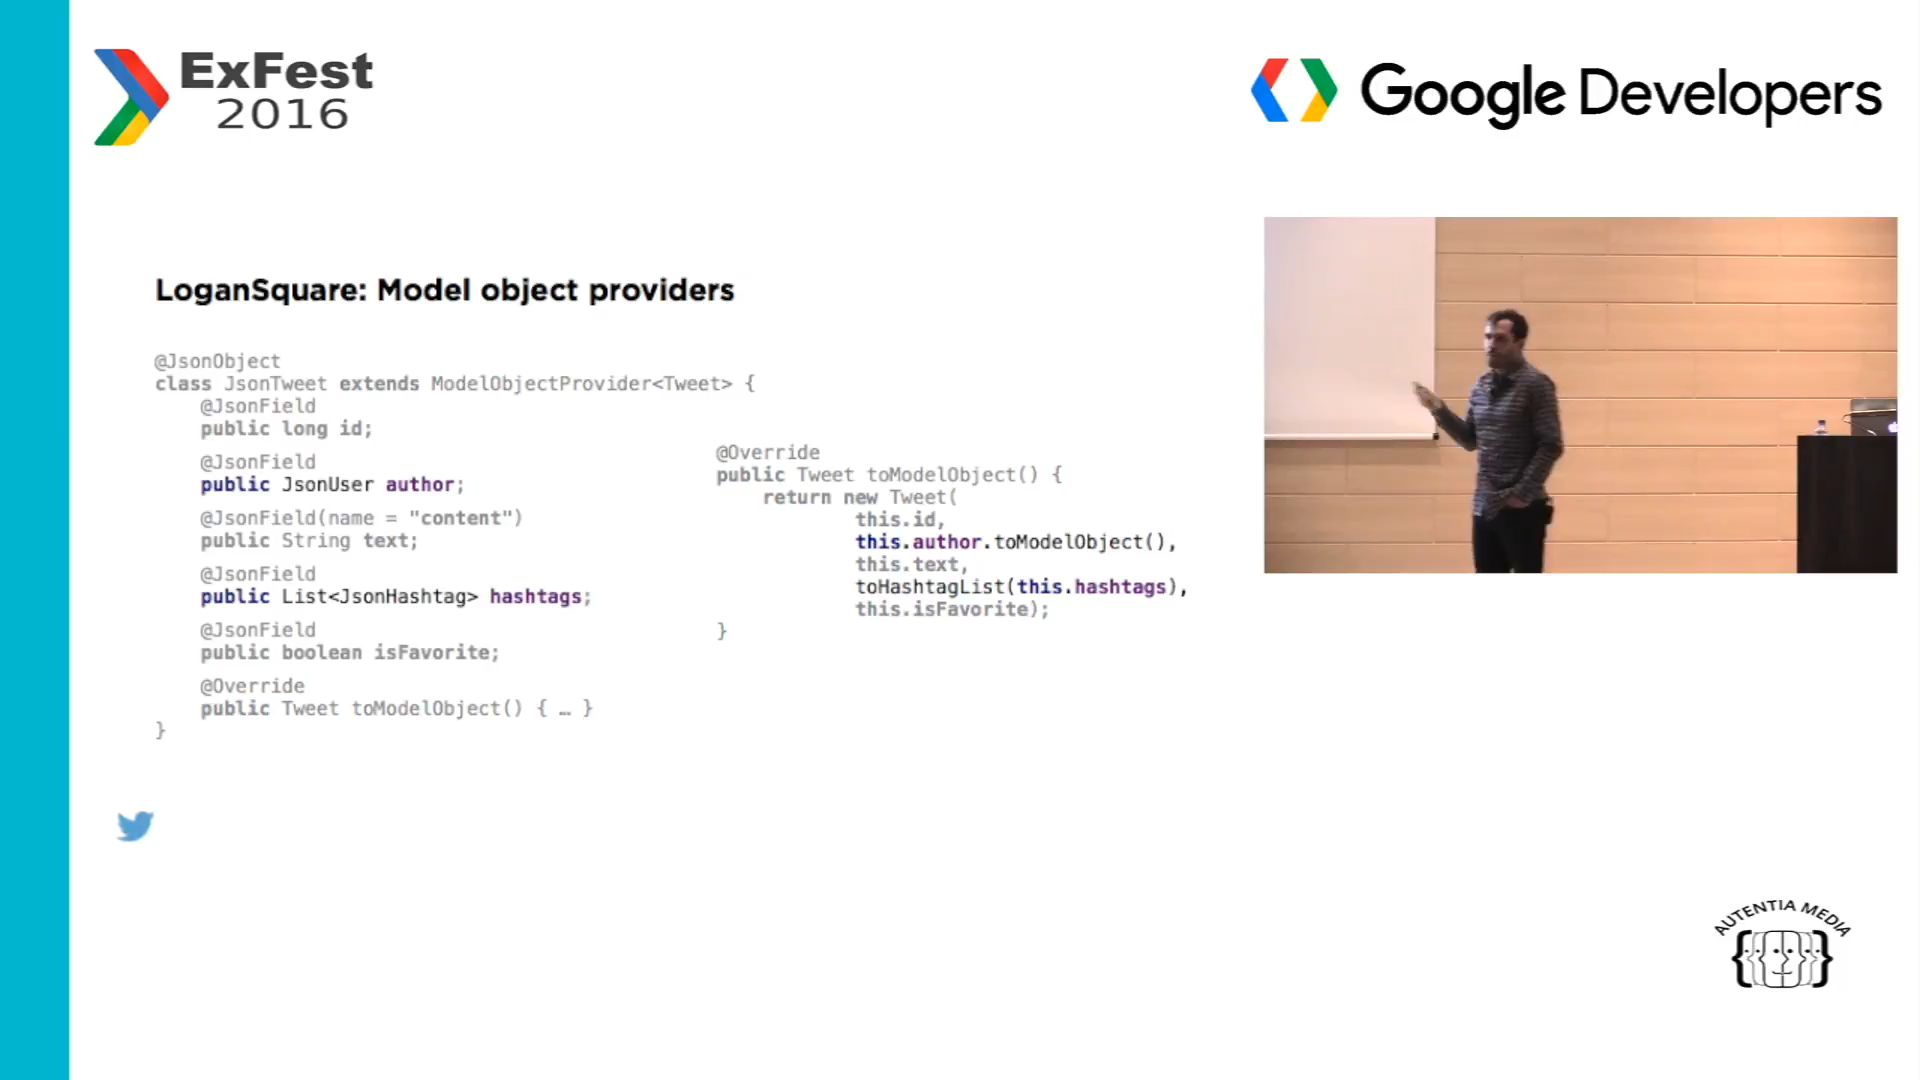 ExFest
2016
Google Developers
LoganSquare: Model object providers
@JsonObject
class JsonTweet extends ModelObjectProvider<Tweet> {
@JsonField
public long id;
@JsonField
public JsonUser author;
@JsonField(name = "content")
public String text;
@JsonField
public List<JsonHashtag> hashtags;
@JsonField
public boolean isFavorite;
@Override
public Tweet toModelObject() { … }
}
@Override
public Tweet toModelObject() {
return new Tweet(
this.id,
this.author.toModelObject(),
this.text,
toHashtagList(this.hashtags),
this.isFavorite);
}
AUTENTIA MEDIA